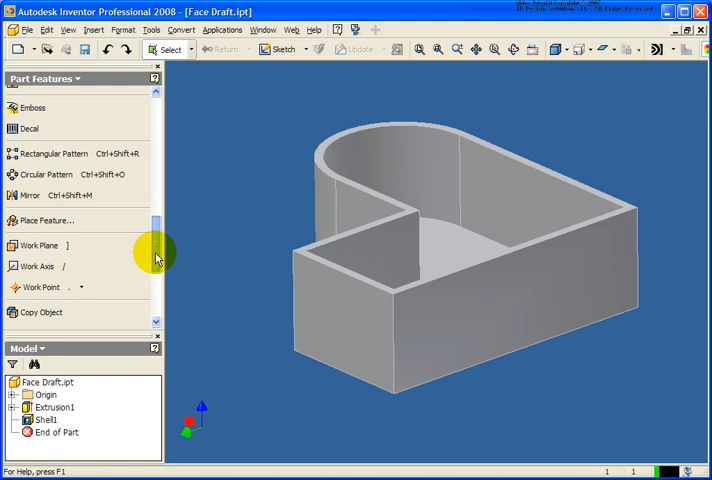 Autodesk Inventor Professional 2008 - [Face Draft.ipt]
File Edit View Insert Format Tools Convert Applications Window Web Help
Select Return Sketch Update
Part Features
Emboss
Decal
Rectangular Pattern Ctrl+Shift+R
Circular Pattern Ctrl+Shift+O
Mirror Ctrl+Shift+M
Place Feature...
Work Plane ]
Work Axis /
Work Point .
Copy Object
Model
Face Draft.ipt
Origin
Extrusion1
Shell1
End of Part
For Help, press F1 1 1